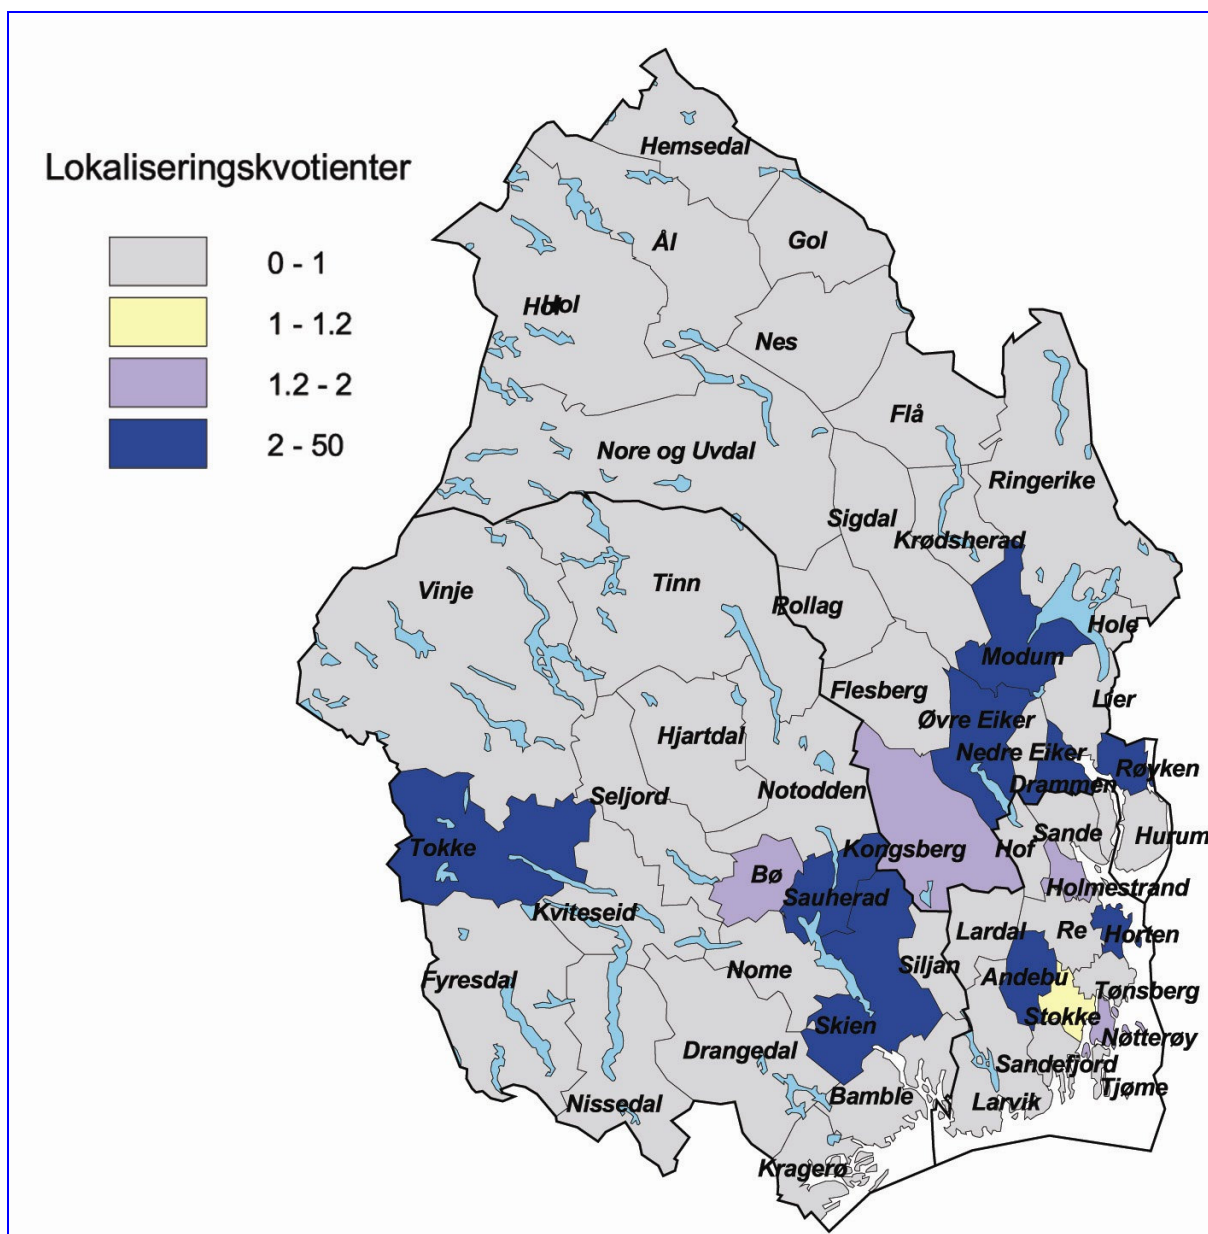 Lokaliseringskvotienter
0 - 1
1 - 1.2
1.2 - 2
2 - 50
Hemsedal
Ål
Gol
Hof
Hol
Nes
Flå
Nore og Uvdal
Ringerike
Sigdal
Krødsherad
Vinje
Tinn
Rollag
Hole
Modum
Flesberg
Lier
Øvre Eiker
Hjartdal
Nedre Eiker
Røyken
Drammen
Notodden
Seljord
Sande
Hurum
Tokke
Kongsberg
Hof
Bø
Holmestrand
Sauherad
Kviteseid
Lardal
Re
Horten
Nome
Siljan
Andebu
Fyresdal
Tønsberg
Stokke
Skien
Nøtterøy
Drangedal
Sandefjord
Tjøme
Bamble
Larvik
Nissedal
Kragerø